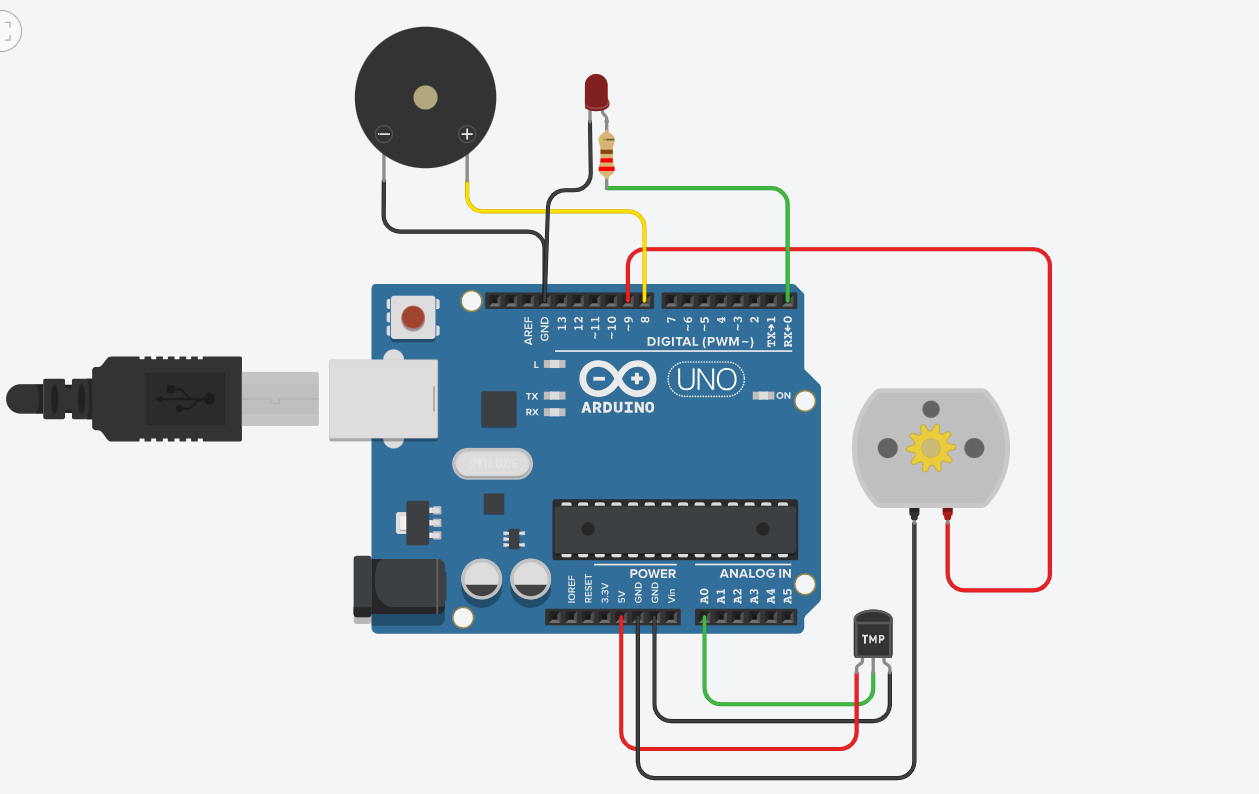 AREF
GND
13
12
~11
~10
~9
8
7
~6
~5
4
~3
2
TX→1
RX←0
DIGITAL (PWM~)
L
TX
RX
ARDUINO
UNO
ON
POWER
ANALOG IN
IOREF
RESET
3.3V
5V
GND
GND
Vin
A0
A1
A2
A3
A4
A5
TMP